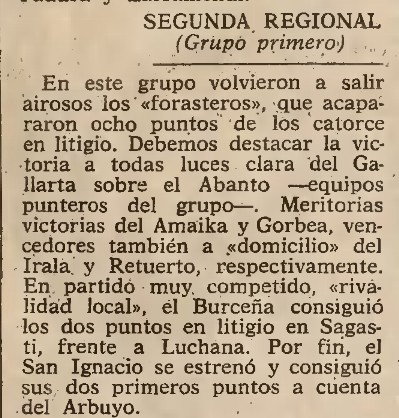 SEGUNDA REGIONAL
(Grupo primero)
En este grupo volvieron a salir
airosos los «forasteros», que acapa-
raron ocho puntos de los catorce
en litigio. Debemos destacar la vic-
toria a todas luces clara del Ga-
llarta sobre el Abanto —equipos
punteros del grupo—. Meritorias
victorias del Amaika y Gorbea, ven-
cedores también a «domicilio» del
Irala y Retuerto, respectivamente.
En partido muy competido, «riva-
lidad local», el Burceña consiguió
los dos puntos en litigio en Sagas-
ti, frente a Luchana. Por fin, el
San Ignacio se estrenó y consiguió
sus dos primeros puntos a cuenta
del Arbuyo.